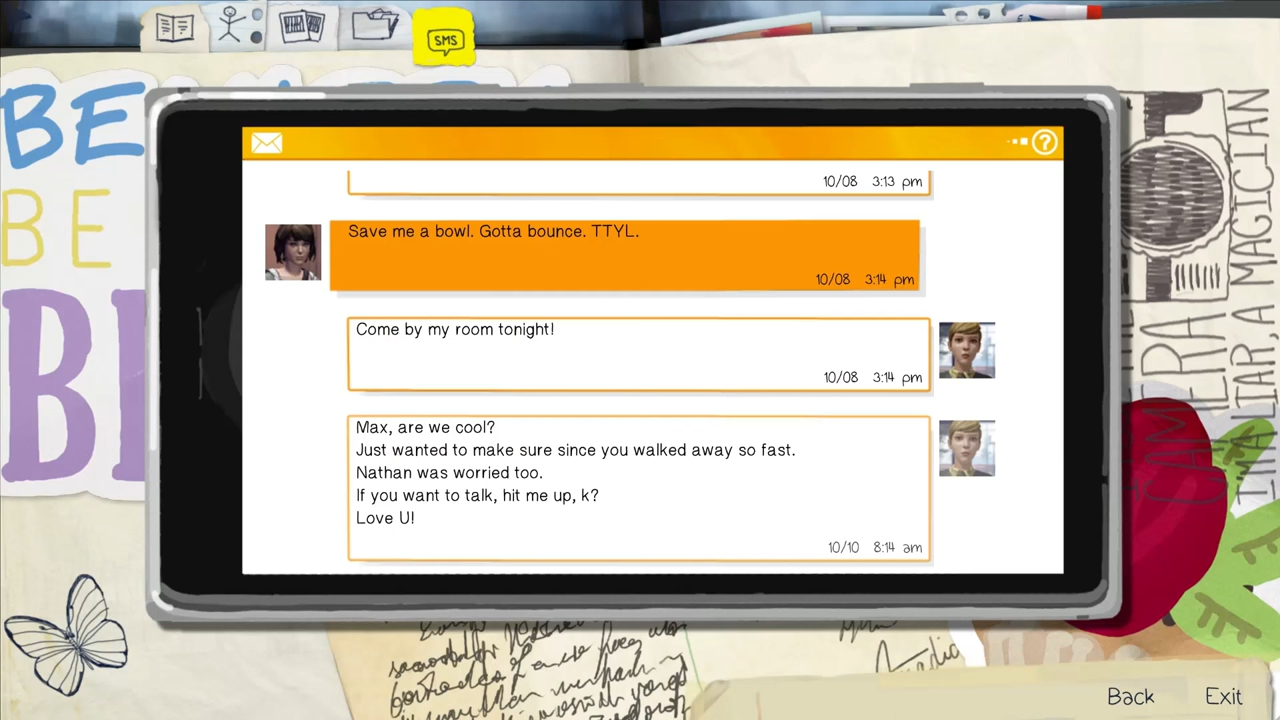 SMS
BE
BE
?
10/08 3:13 pm
Save me a bowl. Gotta bounce. TTYL.
10/08 3:14 pm
Come by my room tonight!
10/08 3:14 pm
Max, are we cool?
Just wanted to make sure since you walked away so fast.
Nathan was worried too.
If you want to talk, hit me up, k?
Love U!
10/10 8:14 am
CAMERA
I'M A LIAR, A MAGICIAN
Back Exit